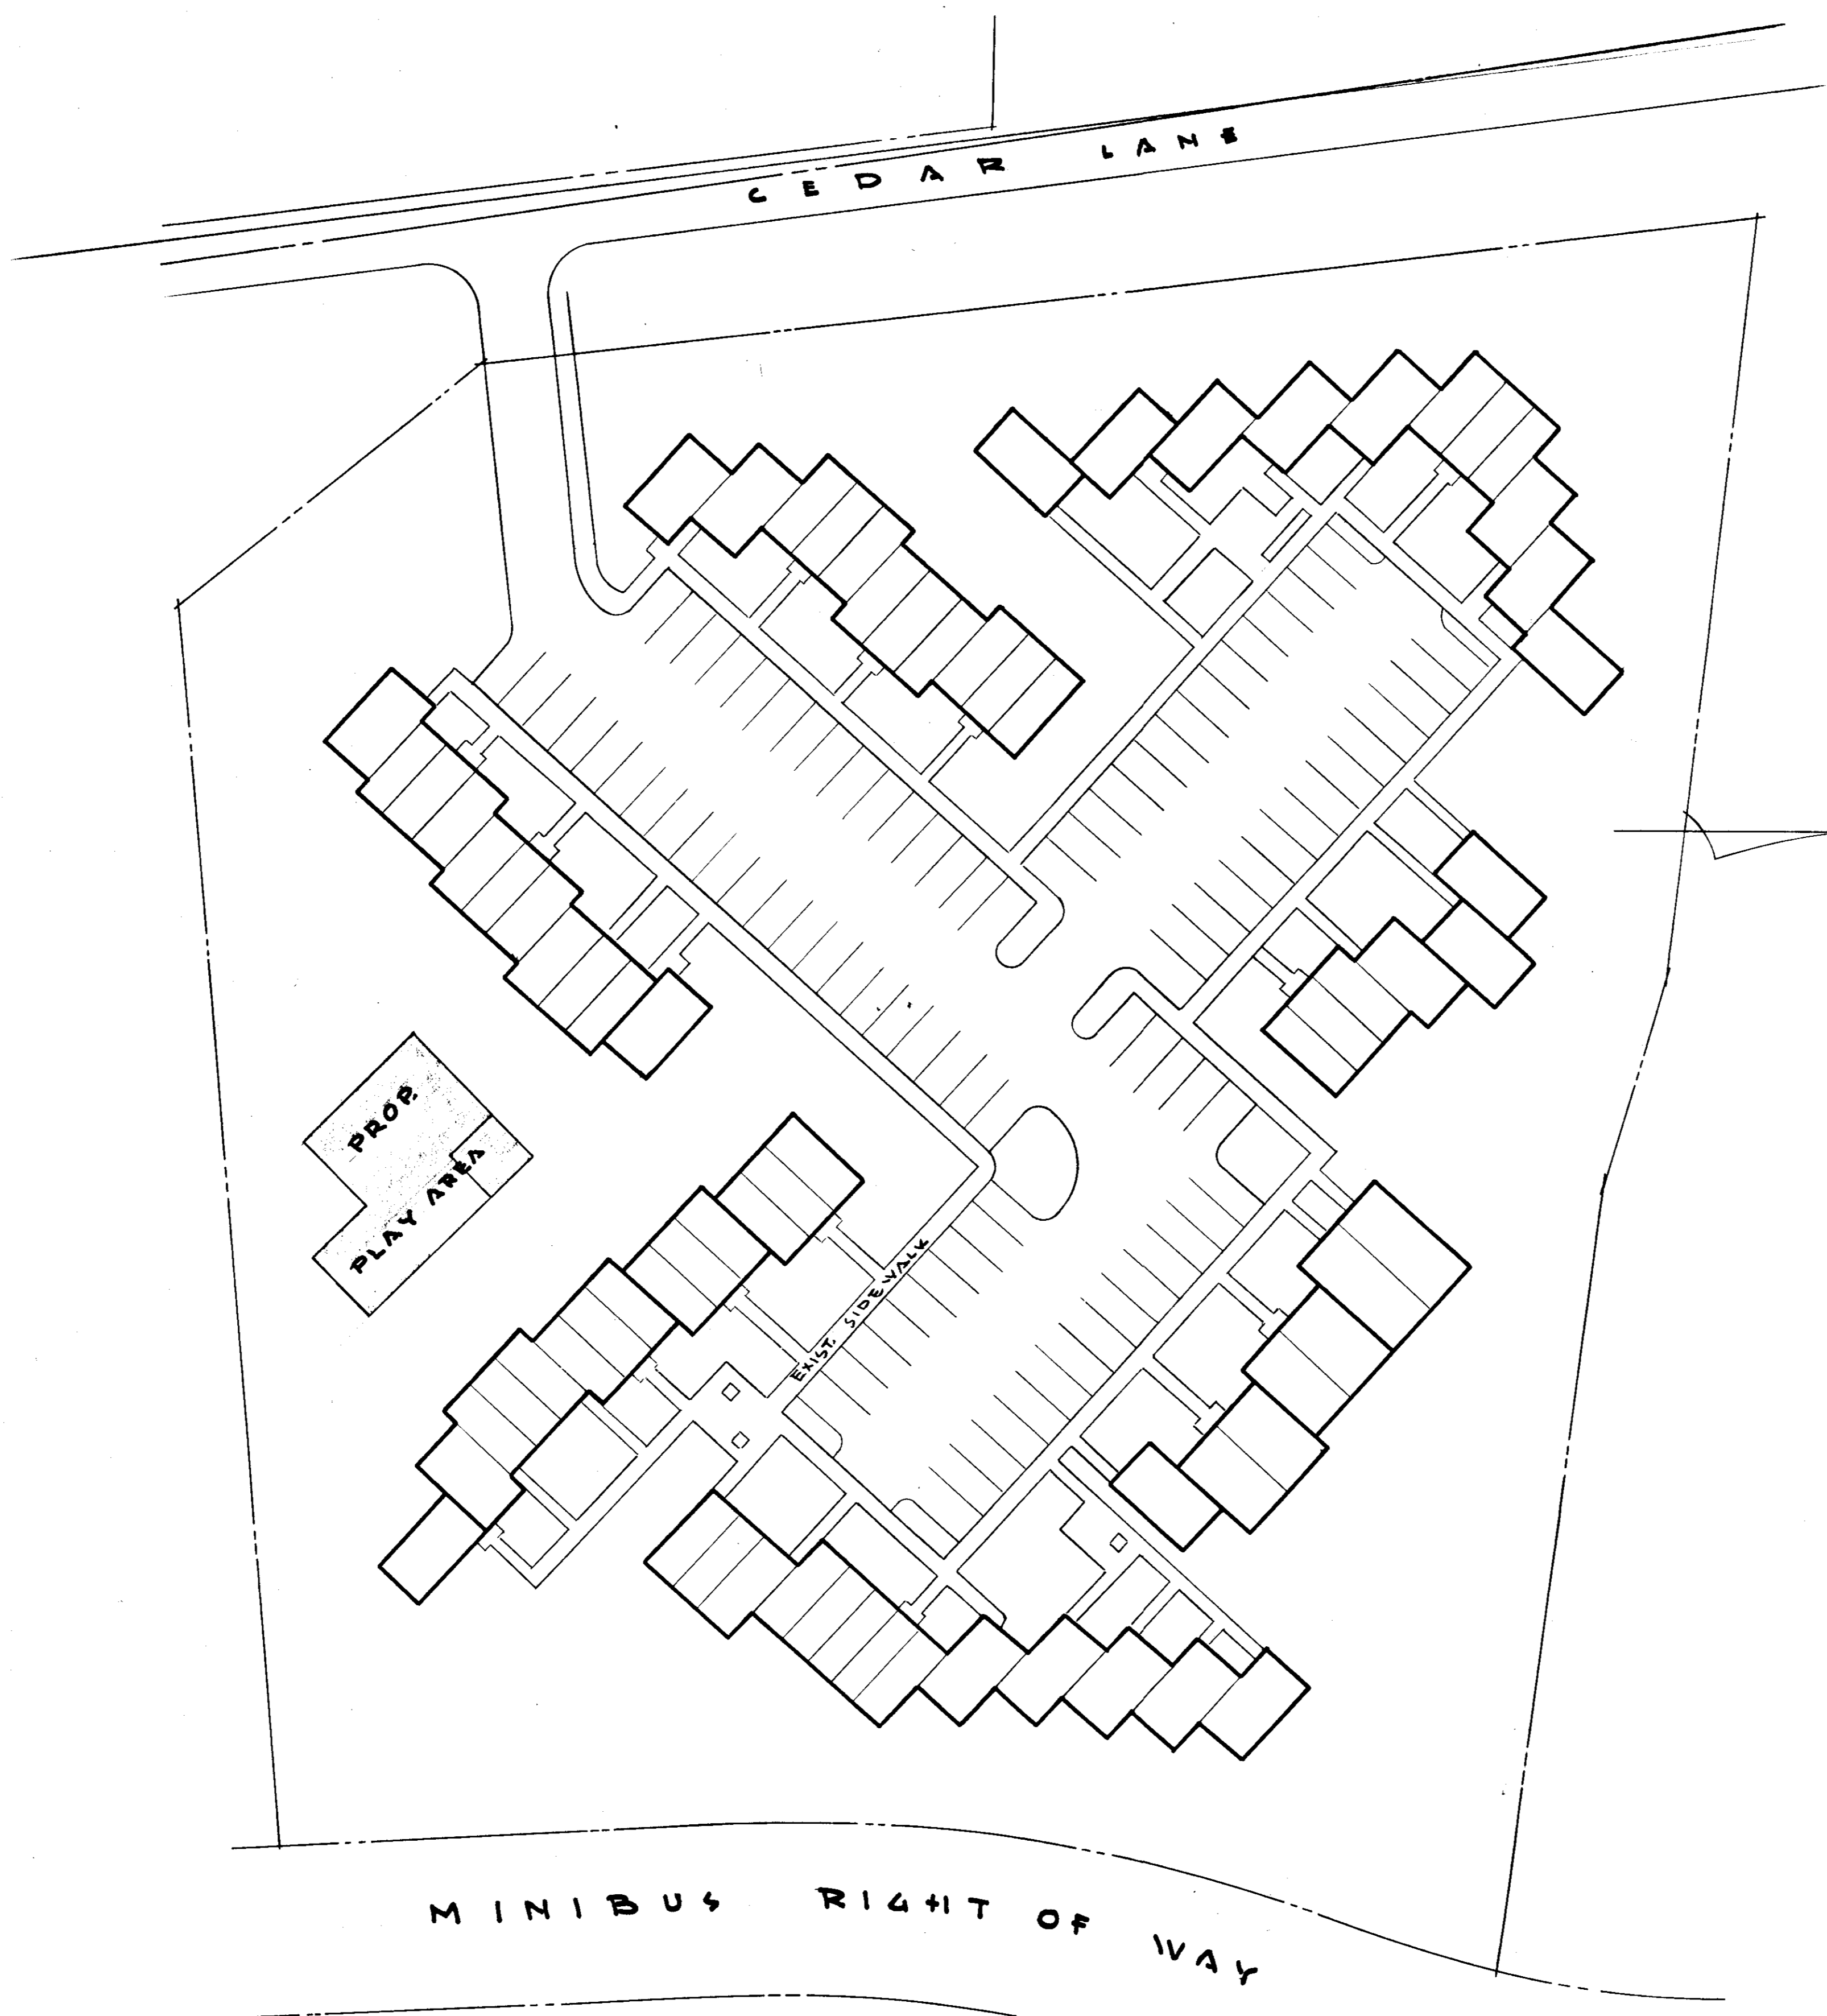 CEDAR LANE
PROP.
PLAY AREA
EXIST. SIDEWALK
MINIBUS RIGHT OF WAY